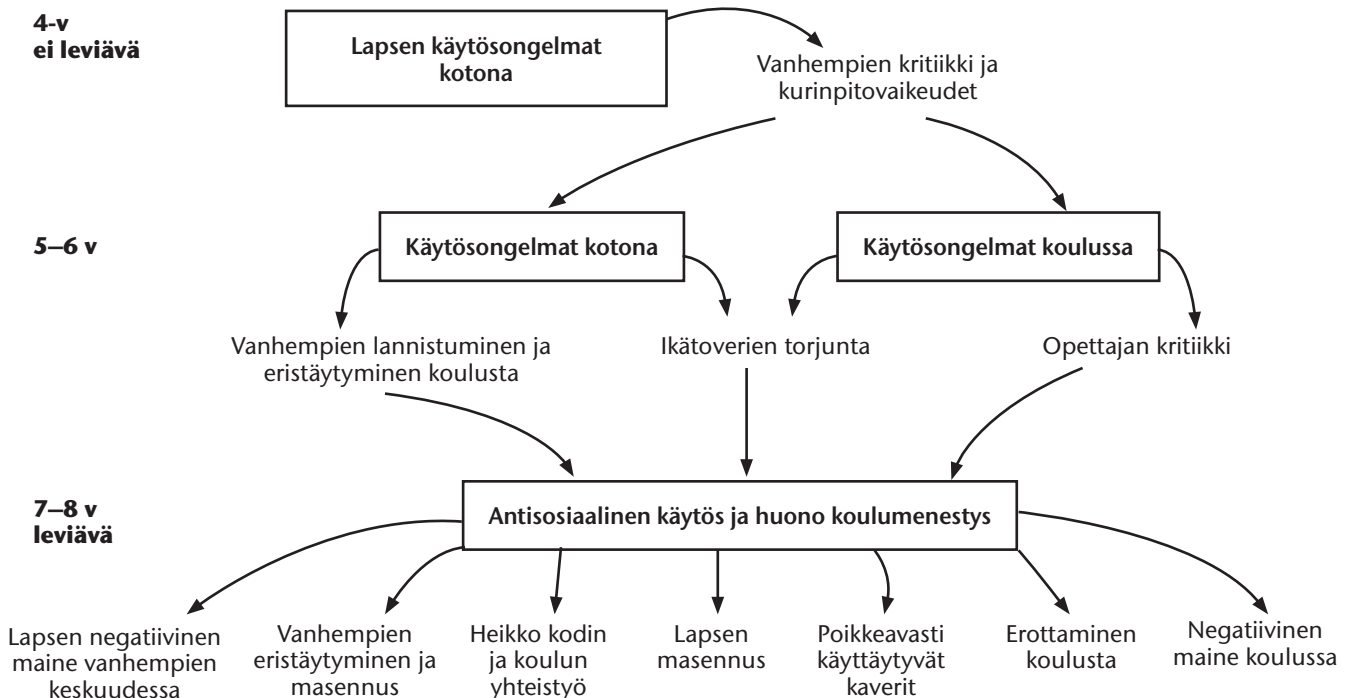 4-v
ei leviävä
Lapsen käytösongelmat
kotona
Vanhempien kritiikki ja
kurinpitovaikeudet
5–6 v
Käytösongelmat kotona
Käytösongelmat koulussa
Vanhempien lannistuminen ja
eristäytyminen koulusta
Ikätoverien torjunta
Opettajan kritiikki
7–8 v
leviävä
Antisosiaalinen käytös ja huono koulumenestys
Lapsen negatiivinen
maine vanhempien
keskuudessa
Vanhempien
eristäytyminen ja
masennus
Heikko kodin
ja koulun
yhteistyö
Lapsen
masennus
Poikkeavasti
käyttäytyvät
kaverit
Erottaminen
koulusta
Negatiivinen
maine koulussa